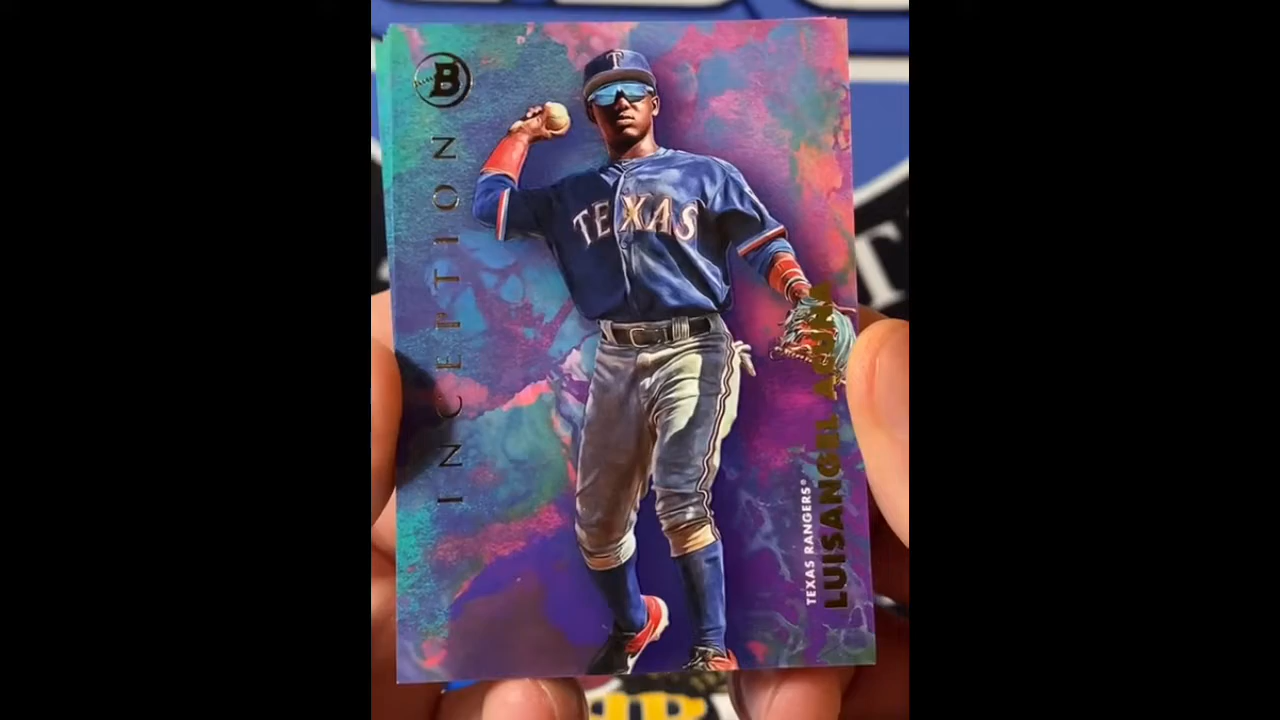 B
INCEPTION
T
TEXAS
TEXAS RANGERS®
LUISANGEL ACUÑA